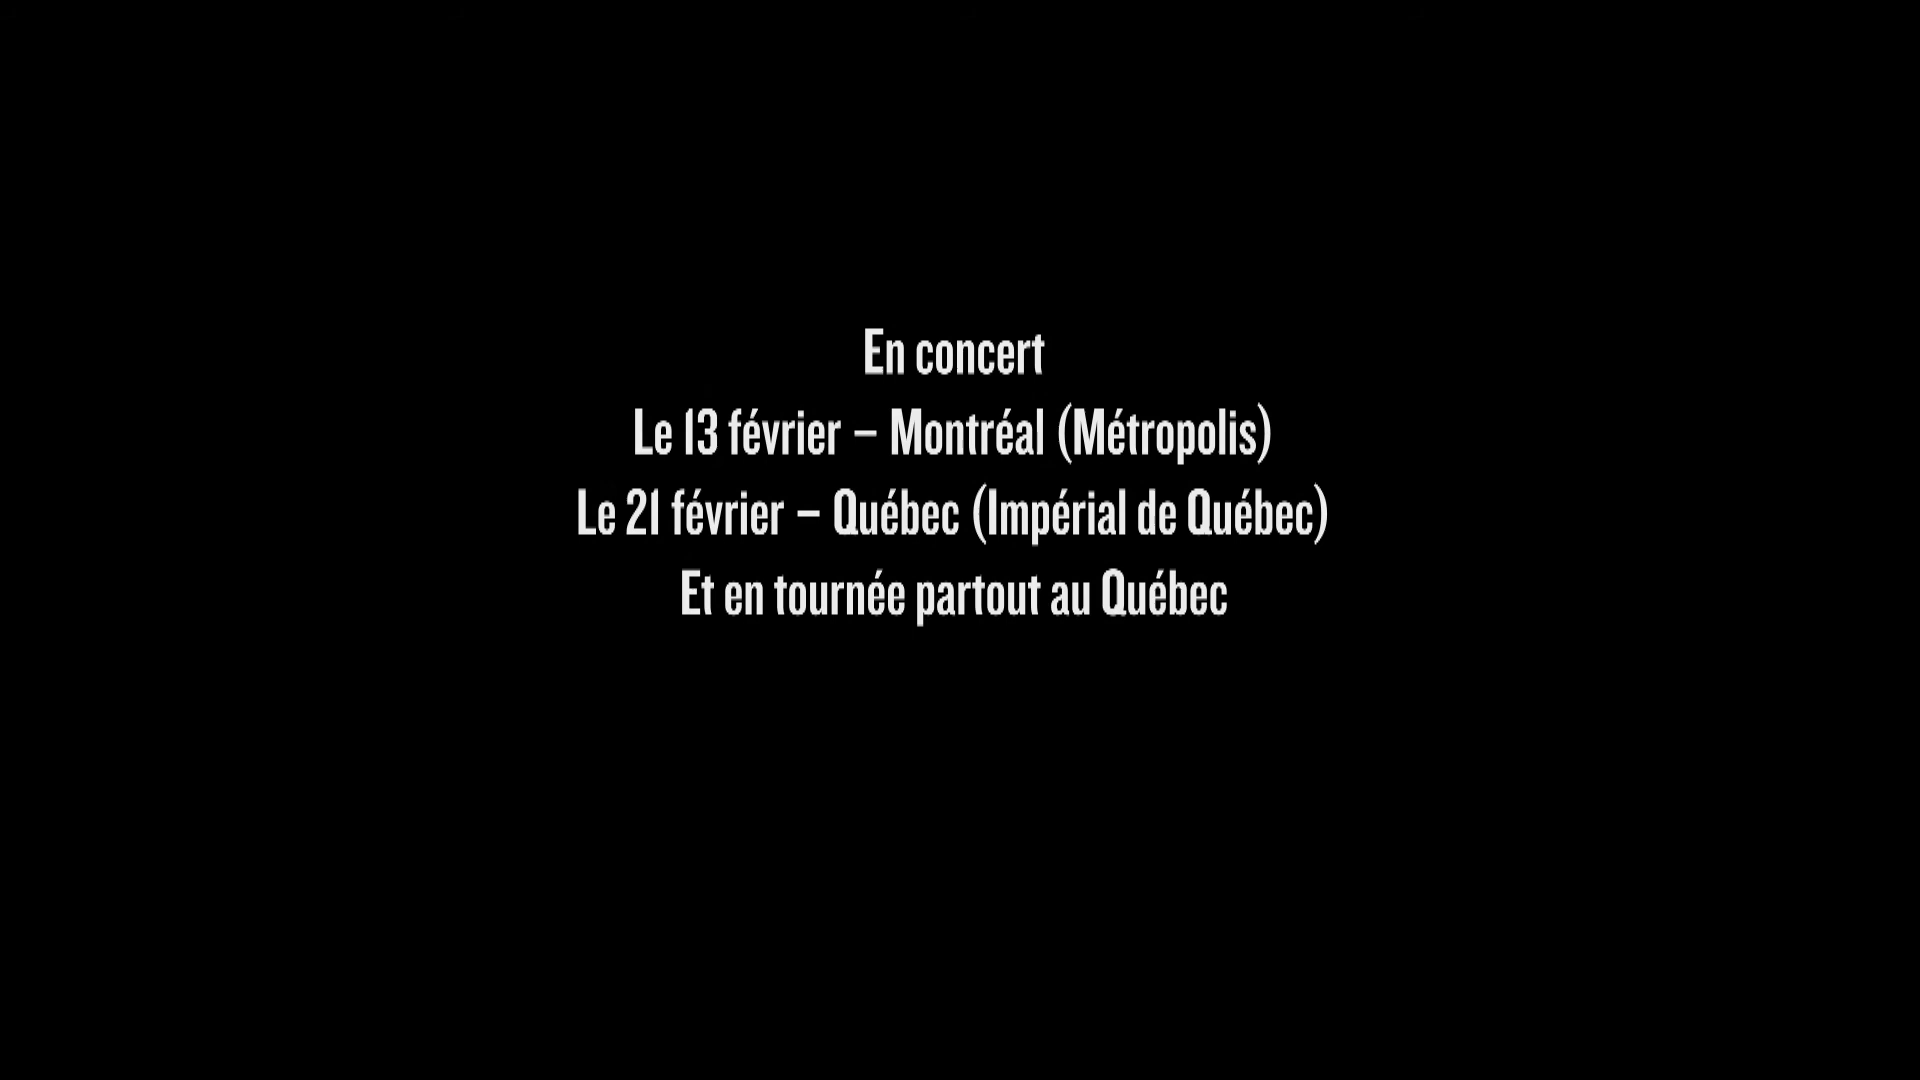 En concert
Le 13 février – Montréal (Métropolis)
Le 21 février – Québec (Impérial de Québec)
Et en tournée partout au Québec